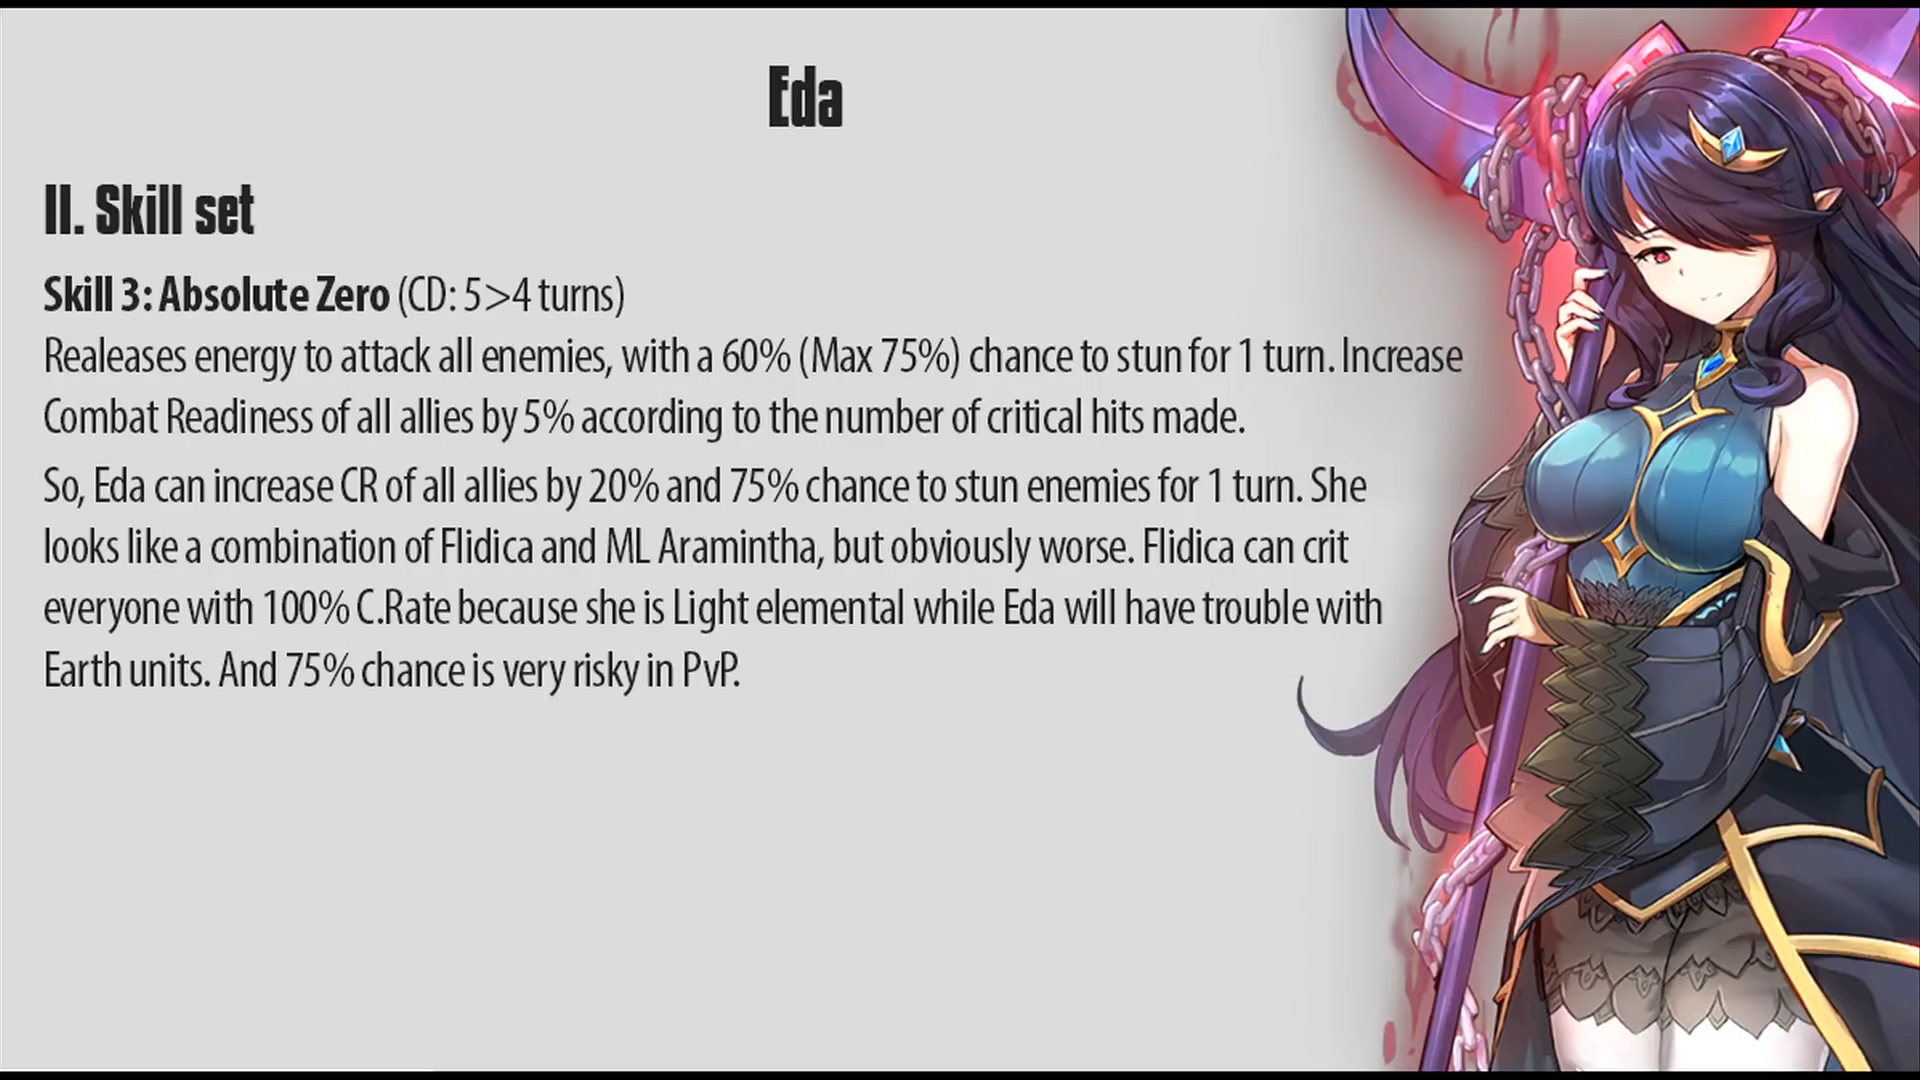 Eda
II. Skill set
Skill 3: Absolute Zero (CD: 5>4 turns)
Realeases energy to attack all enemies, with a 60% (Max 75%) chance to stun for 1 turn. Increase
Combat Readiness of all allies by 5% according to the number of critical hits made.
So, Eda can increase CR of all allies by 20% and 75% chance to stun enemies for 1 turn. She
looks like a combination of Flidica and ML Aramintha, but obviously worse. Flidica can crit
everyone with 100% C.Rate because she is Light elemental while Eda will have trouble with
Earth units. And 75% chance is very risky in PvP.